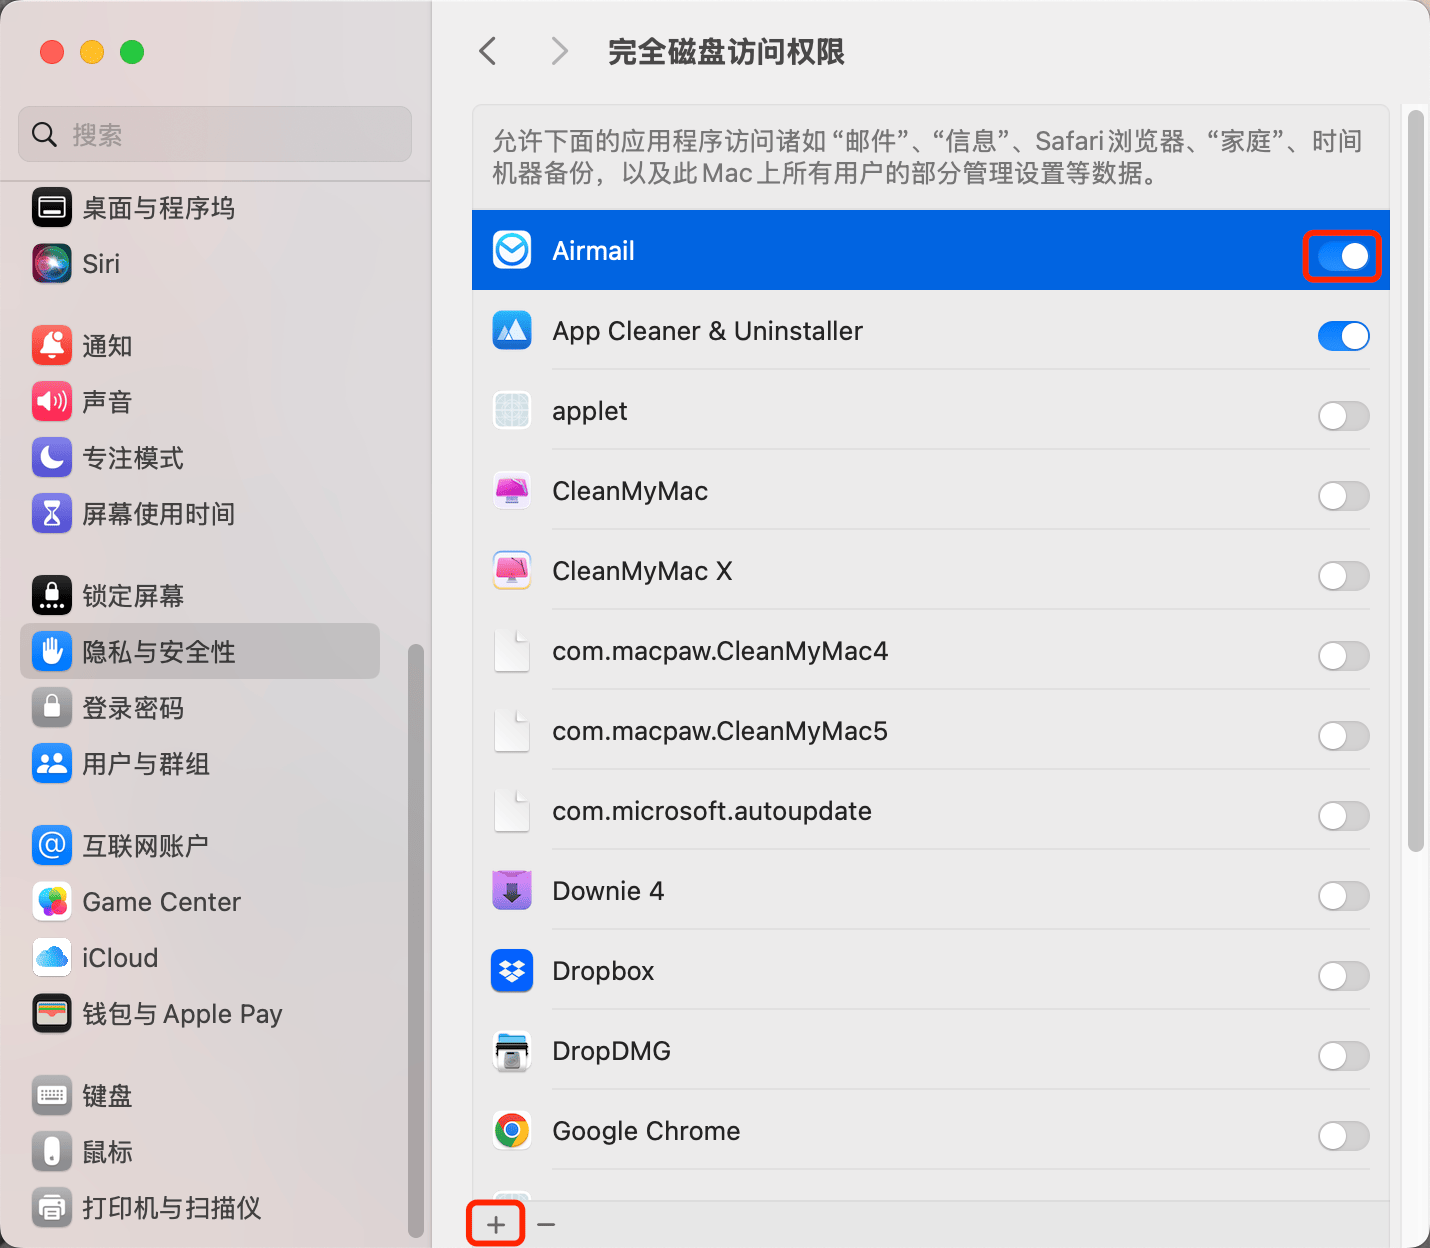 搜索
桌面与程序坞
Siri
通知
声音
专注模式
屏幕使用时间
锁定屏幕
隐私与安全性
登录密码
用户与群组
互联网账户
Game Center
iCloud
钱包与 Apple Pay
键盘
鼠标
打印机与扫描仪
完全磁盘访问权限
允许下面的应用程序访问诸如“邮件”、“信息”、Safari浏览器、“家庭”、时间
机器备份，以及此Mac上所有用户的部分管理设置等数据。
Airmail
App Cleaner & Uninstaller
applet
CleanMyMac
CleanMyMac X
com.macpaw.CleanMyMac4
com.macpaw.CleanMyMac5
com.microsoft.autoupdate
Downie 4
Dropbox
DropDMG
Google Chrome